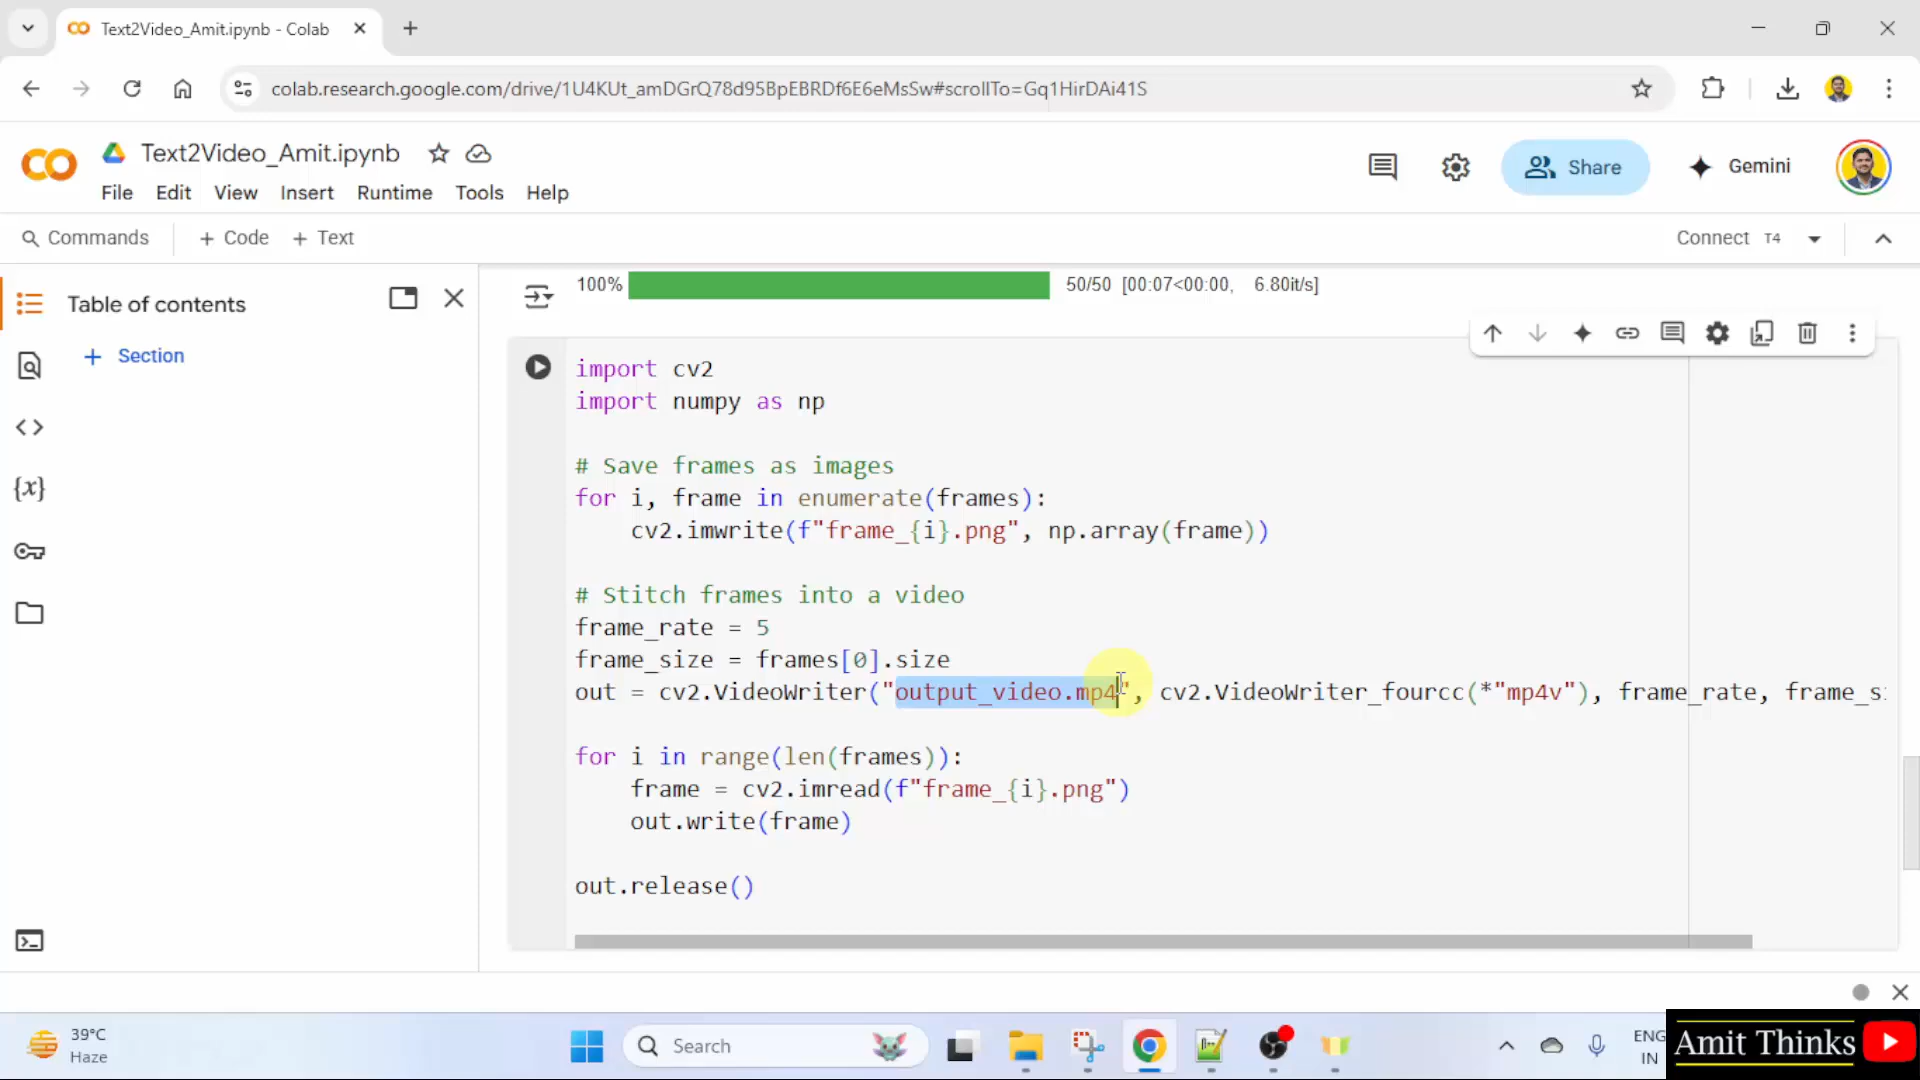 Text2Video_Amit.ipynb - Colab
colab.research.google.com/drive/1U4KUt_amDGrQ78d95BpEBRDf6E6eMsSw#scrollTo=Gq1HirDAi41S
Text2Video_Amit.ipynb
File Edit View Insert Runtime Tools Help
Share
Gemini
Commands + Code + Text
Connect T4
Table of contents
+ Section
100% 50/50 [00:07<00:00, 6.80it/s]
import cv2
import numpy as np
# Save frames as images
for i, frame in enumerate(frames):
    cv2.imwrite(f"frame_{i}.png", np.array(frame))
# Stitch frames into a video
frame_rate = 5
frame_size = frames[0].size
out = cv2.VideoWriter("output_video.mp4", cv2.VideoWriter_fourcc(*"mp4v"), frame_rate, frame_si
for i in range(len(frames)):
    frame = cv2.imread(f"frame_{i}.png")
    out.write(frame)
out.release()
39°C
Haze
Search
ENG
IN
Amit Thinks